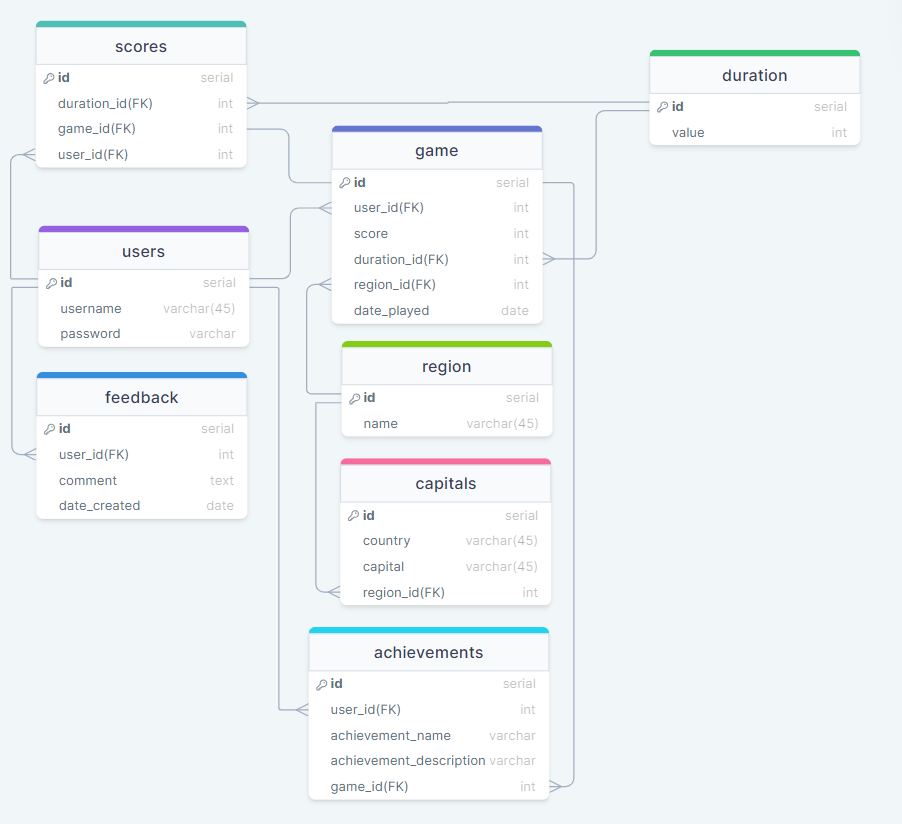 scores
id serial
duration_id(FK) int
game_id(FK) int
user_id(FK) int
duration
id serial
value int
game
id serial
user_id(FK) int
score int
duration_id(FK) int
region_id(FK) int
date_played date
users
id serial
username varchar(45)
password varchar
region
id serial
name varchar(45)
feedback
id serial
user_id(FK) int
comment text
date_created date
capitals
id serial
country varchar(45)
capital varchar(45)
region_id(FK) int
achievements
id serial
user_id(FK) int
achievement_name varchar
achievement_description varchar
game_id(FK) int